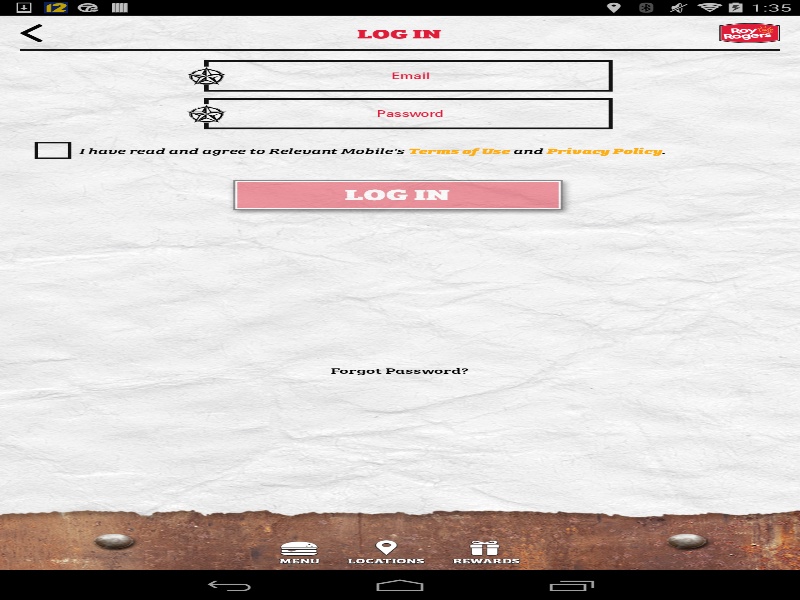 12
1:35
LOG IN
Roy
Rogers
Email
Password
I have read and agree to Relevant Mobile's Terms of Use and Privacy Policy.
LOG IN
Forgot Password?
MENU LOCATIONS REWARDS